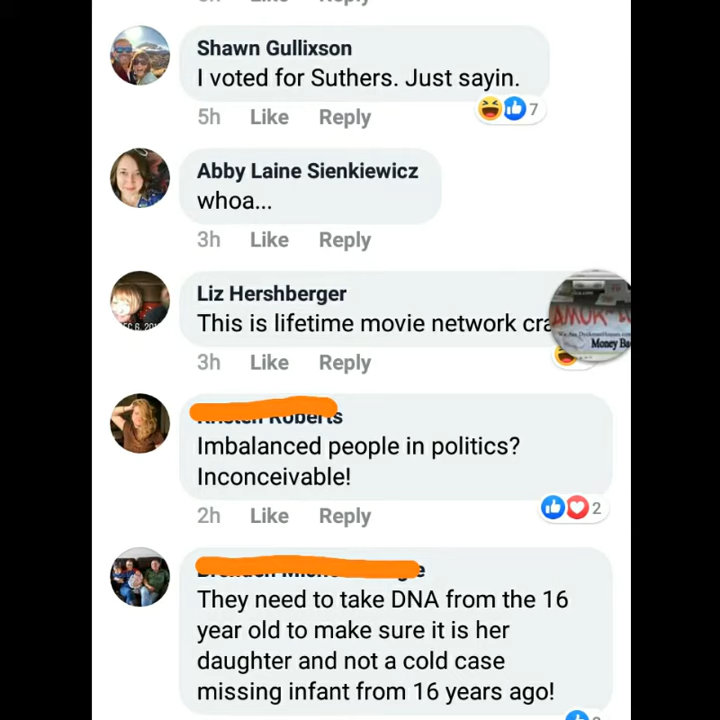 Shawn Gullixson
I voted for Suthers. Just sayin.
5h Like Reply
7
Abby Laine Sienkiewicz
whoa...
3h Like Reply
Liz Hershberger
This is lifetime movie network
Money
3h Like Reply
Roberts
Imbalanced people in politics?
Inconceivable!
2h Like Reply
2
They need to take DNA from the 16
year old to make sure it is her
daughter and not a cold case
missing infant from 16 years ago!